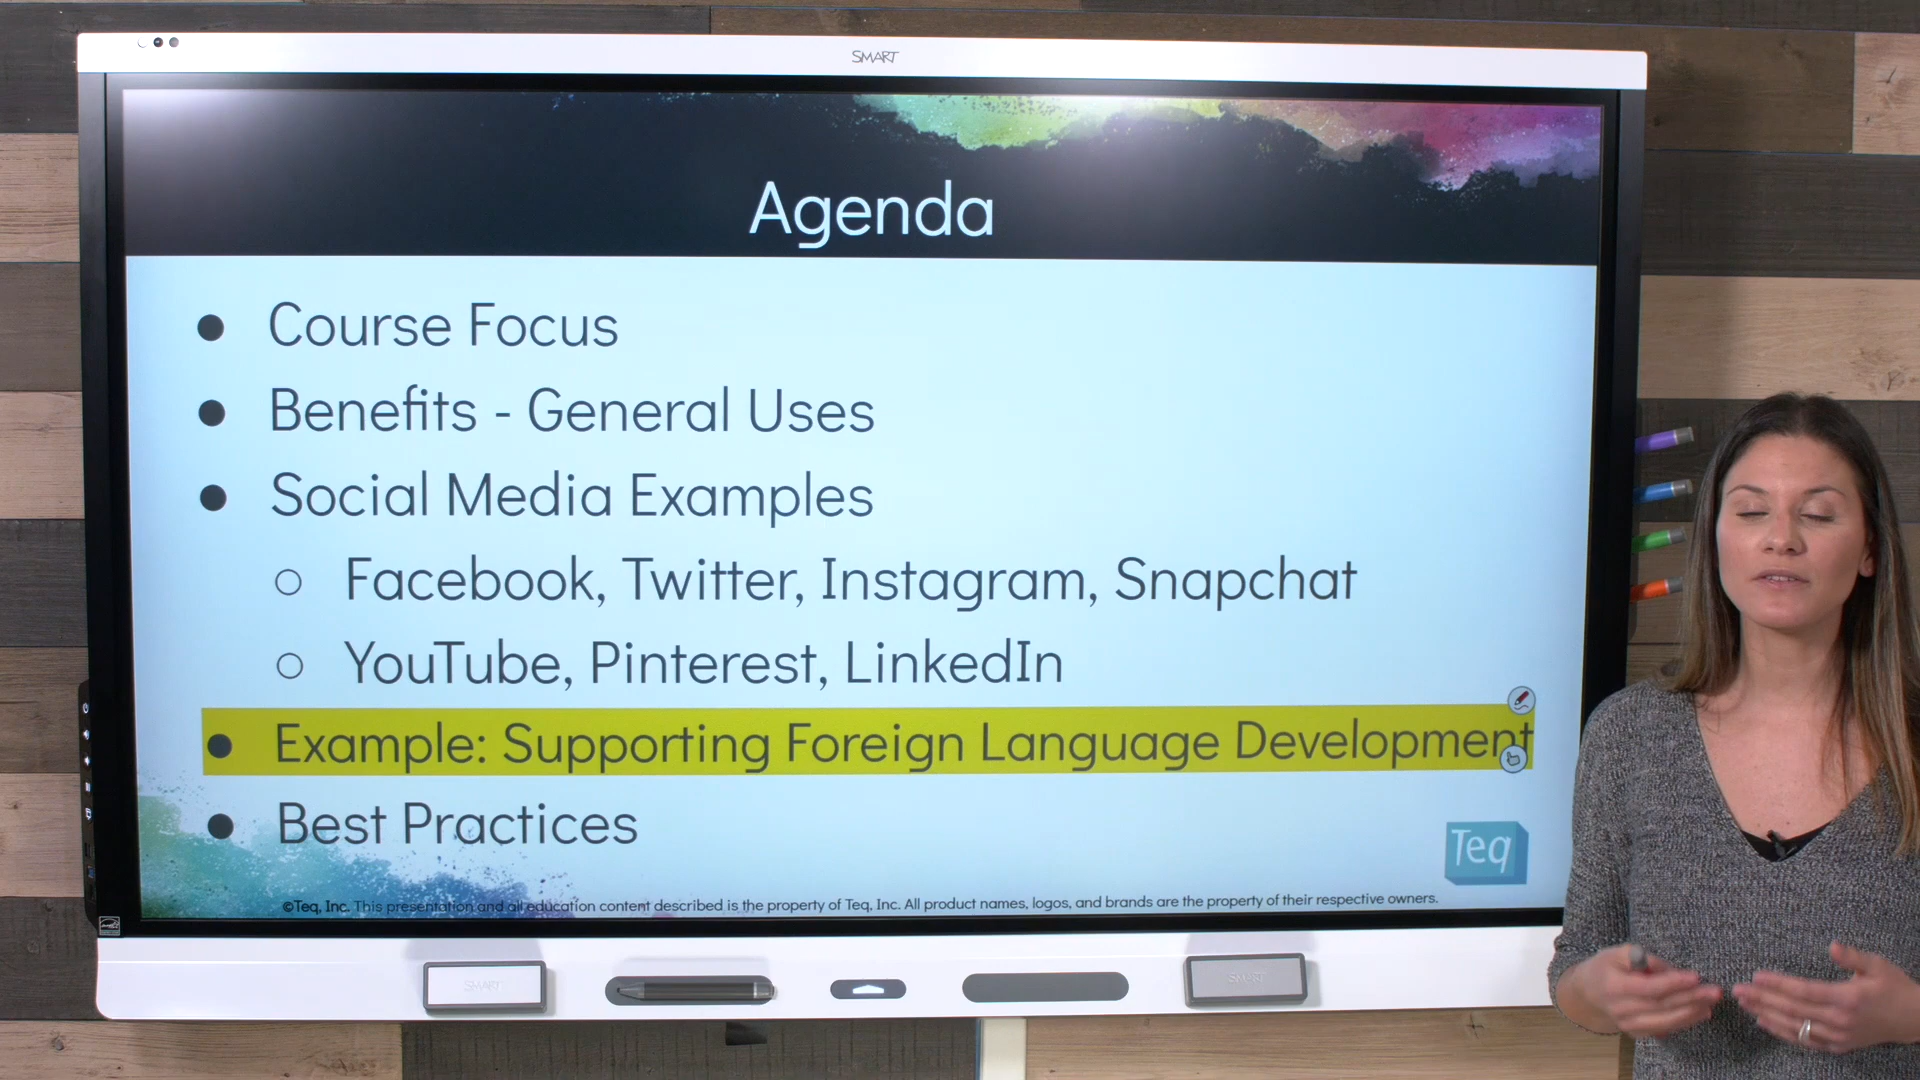 SMART
Agenda
● Course Focus
● Benefits - General Uses
● Social Media Examples
○ Facebook, Twitter, Instagram, Snapchat
○ YouTube, Pinterest, LinkedIn
● Example: Supporting Foreign Language Development
● Best Practices
Teq
©Teq, Inc. This presentation and all education content described is the property of Teq, Inc. All product names, logos, and brands are the property of their respective owners.
SMART
SMART